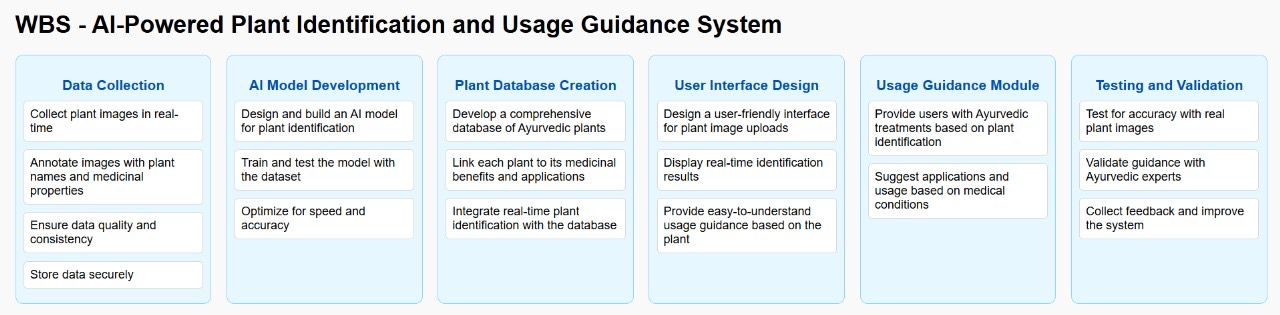 WBS - AI-Powered Plant Identification and Usage Guidance System
Data Collection
Collect plant images in real-
time
Annotate images with plant
names and medicinal
properties
Ensure data quality and
consistency
Store data securely
AI Model Development
Design and build an AI model
for plant identification
Train and test the model with
the dataset
Optimize for speed and
accuracy
Plant Database Creation
Develop a comprehensive
database of Ayurvedic plants
Link each plant to its medicinal
benefits and applications
Integrate real-time plant
identification with the database
User Interface Design
Design a user-friendly interface
for plant image uploads
Display real-time identification
results
Provide easy-to-understand
usage guidance based on the
plant
Usage Guidance Module
Provide users with Ayurvedic
treatments based on plant
identification
Suggest applications and
usage based on medical
conditions
Testing and Validation
Test for accuracy with real
plant images
Validate guidance with
Ayurvedic experts
Collect feedback and improve
the system